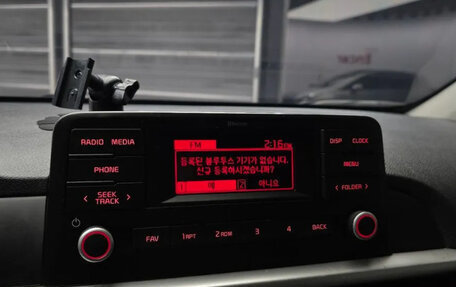 FM 2:16PM
등록된 블루투스 기기가 없습니다.
신규 등록하시겠습니까?
1 예 2 아니요
RADIO MEDIA
PHONE
< SEEK TRACK >
DISP CLOCK
MENU
< FOLDER >
FAV 1 RPT 2 RDM 3 4 BACK